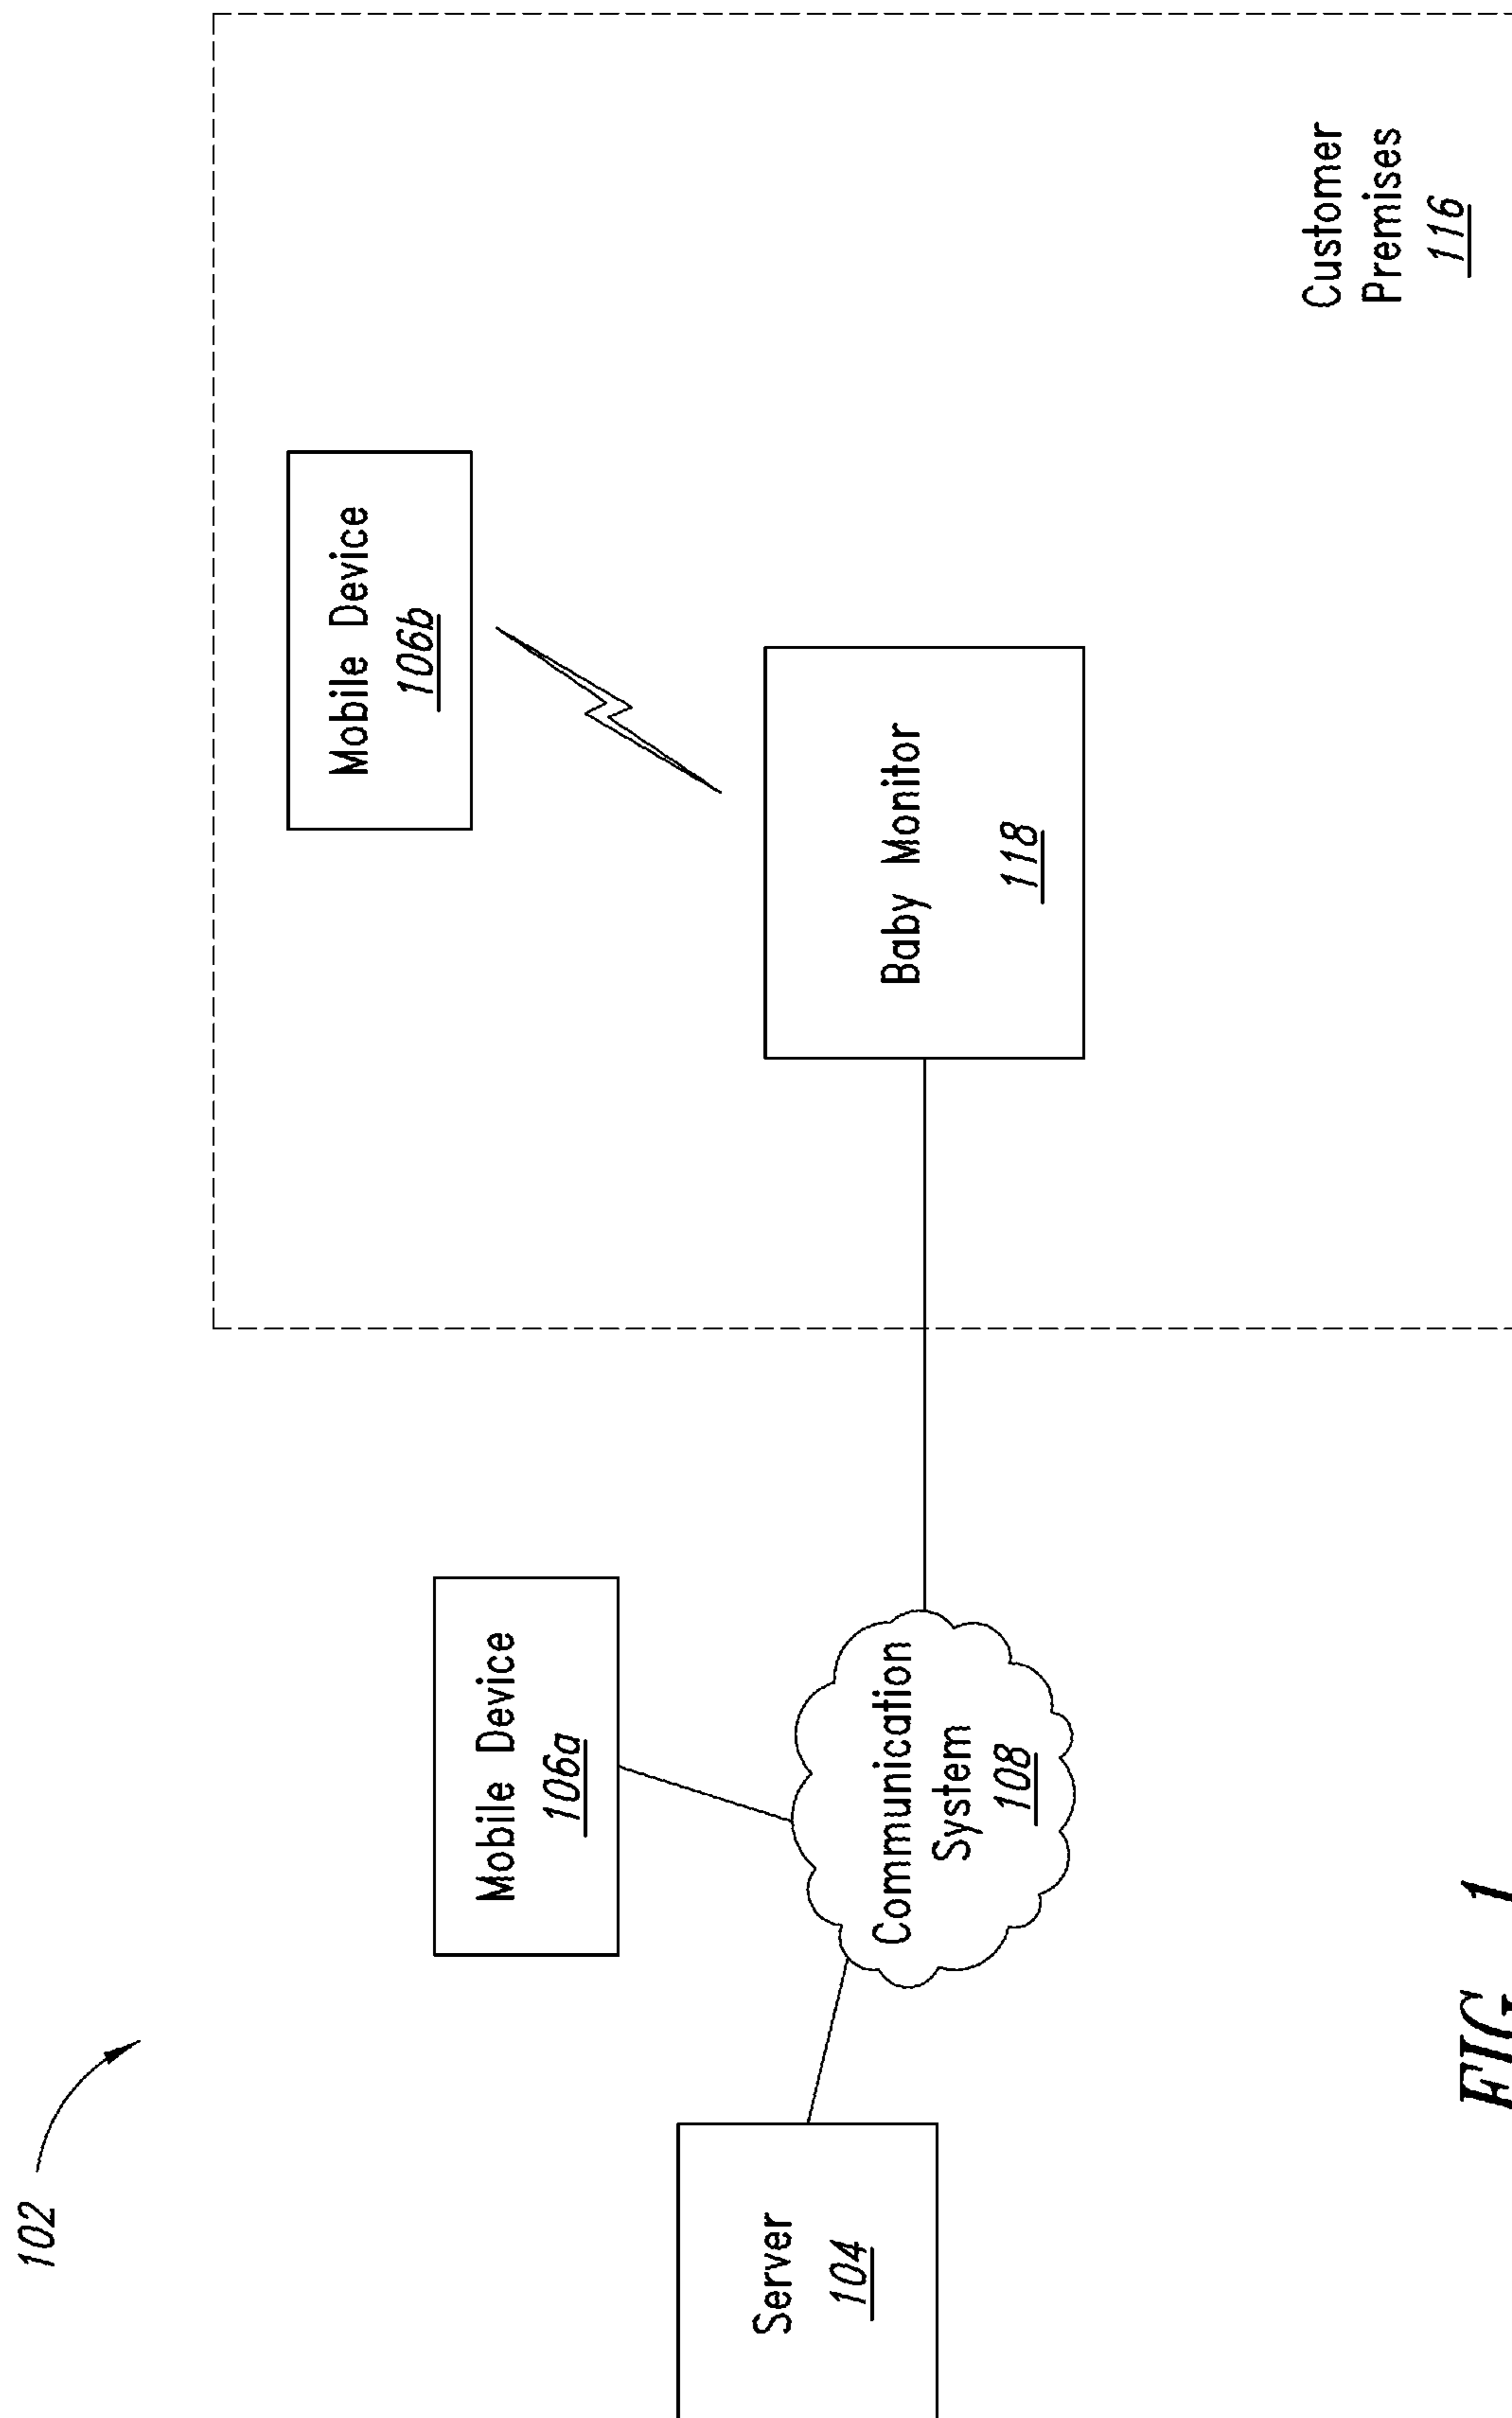 102
Mobile Device
106b
Mobile Device
106a
Server
104
Communication
System
108
Baby Monitor
118
Customer
Premises
116
FIG. 1